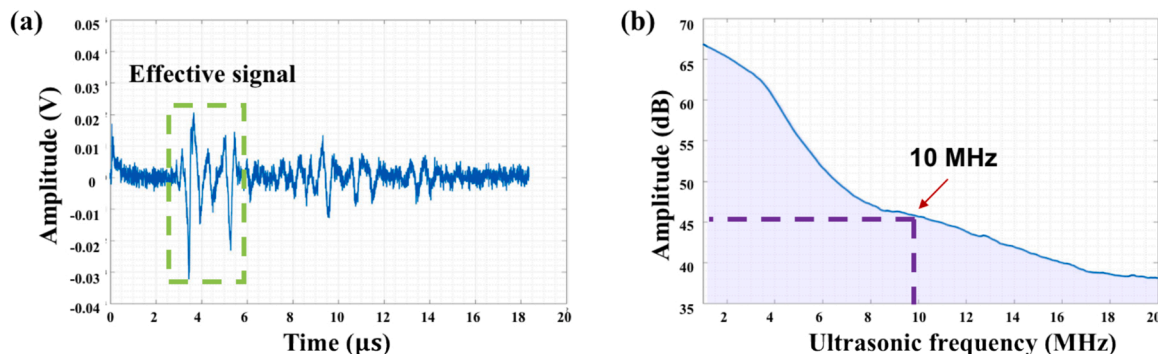 (a)
0.05
0.04
0.03
0.02
0.01
0
-0.01
-0.02
-0.03
-0.04
Amplitude (V)
Effective signal
0 2 4 6 8 10 12 14 16 18 20
Time (μs)
(b)
70
65
60
55
50
45
40
35
Amplitude (dB)
10 MHz
2 4 6 8 10 12 14 16 18 20
Ultrasonic frequency (MHz)